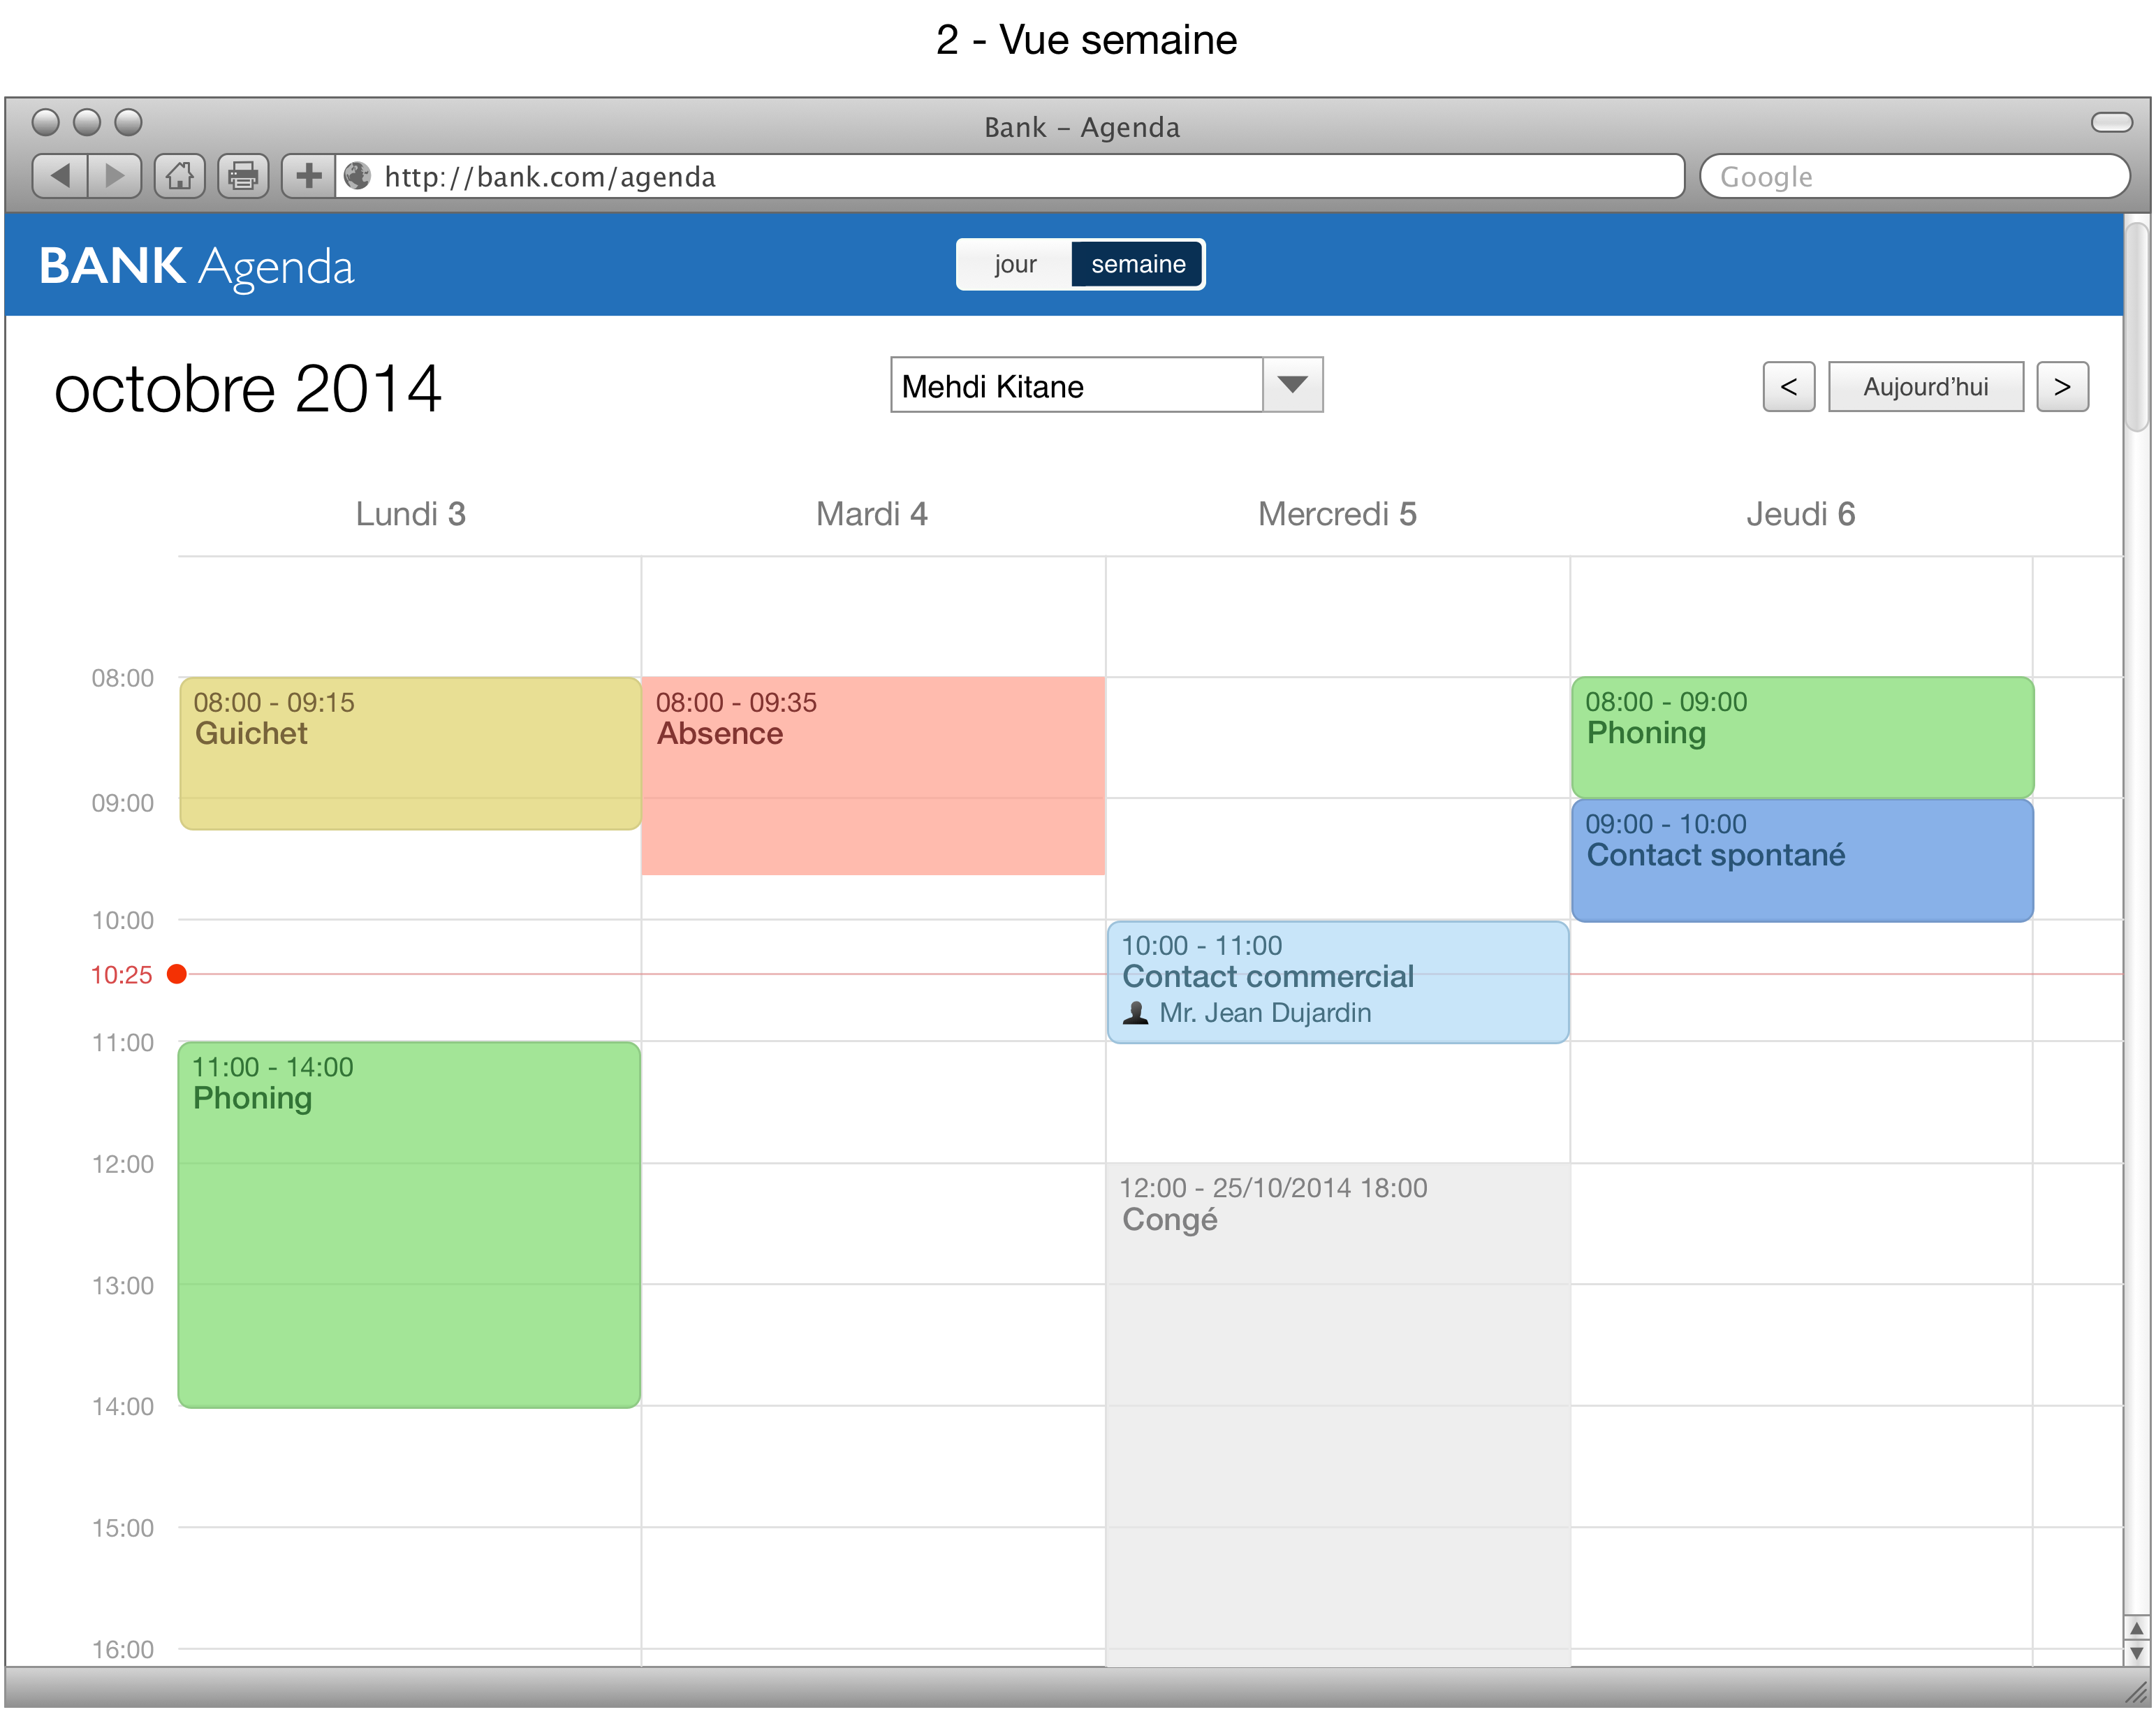 2 - Vue semaine
Bank – Agenda
http://bank.com/agenda
Google
BANK Agenda
jour
semaine
octobre 2014
Mehdi Kitane
<
Aujourd'hui
>
Lundi 3
Mardi 4
Mercredi 5
Jeudi 6
08:00
08:00 - 09:15
Guichet
08:00 - 09:35
Absence
08:00 - 09:00
Phoning
09:00
09:00 - 10:00
Contact spontané
10:00
10:00 - 11:00
Contact commercial
Mr. Jean Dujardin
10:25
11:00
11:00 - 14:00
Phoning
12:00
12:00 - 25/10/2014 18:00
Congé
13:00
14:00
15:00
16:00